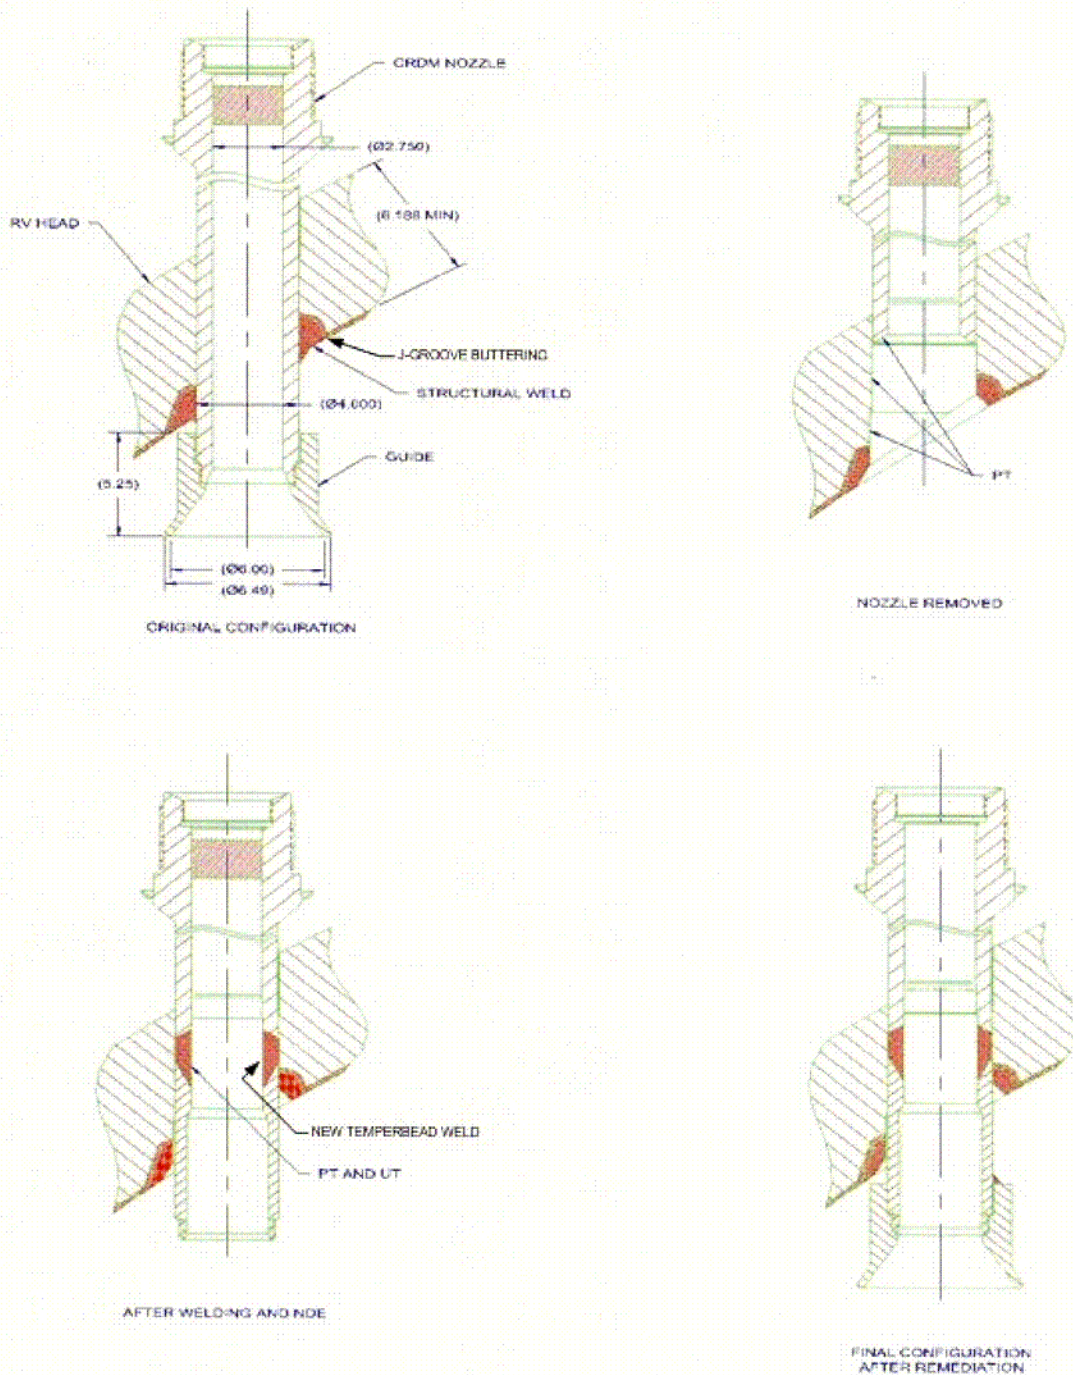 CRDM NOZZLE
(Ø2.750)
(6.188 MIN)
RV HEAD
J-GROOVE BUTTERING
STRUCTURAL WELD
(Ø4.000)
GUIDE
(5.25)
(Ø6.00)
(Ø6.49)
ORIGINAL CONFIGURATION
PT
NOZZLE REMOVED
NEW TEMPERBEAD WELD
PT AND UT
AFTER WELDING AND NDE
FINAL CONFIGURATION
AFTER REMEDIATION